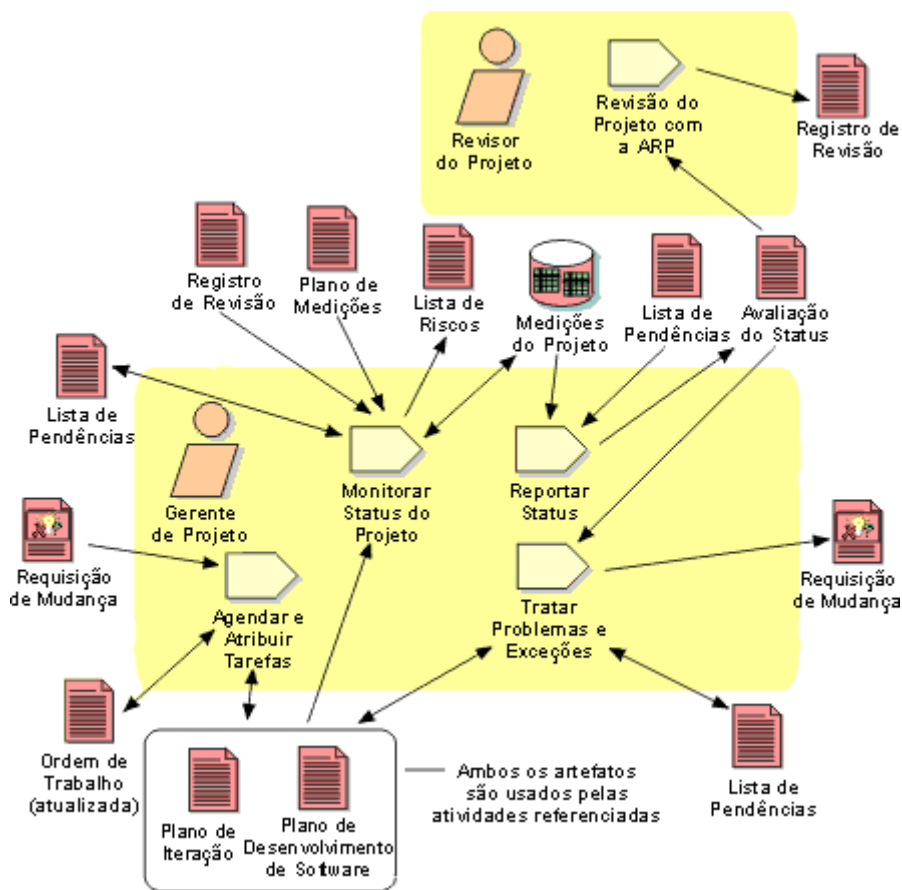 Revisor
do Projeto
Revisão do
Projeto com
a ARP
Registro de
Revisão
Registro
de Revisão
Plano de
Medições
Lista de
Riscos
Medições
do Projeto
Lista de
Pendências
Avaliação
do Status
Lista de
Pendências
Gerente
de Projeto
Monitorar
Status do
Projeto
Reportar
Status
Requisição
de Mudança
Agendar e
Atribuir
Tarefas
Tratar
Problemas e
Exceções
Requisição
de Mudança
Ordem de
Trabalho
(atualizada)
Plano de
Iteração
Plano de
Desenvolvimento
de Software
Ambos os artefatos
são usados pelas
atividades referenciadas
Lista de
Pendências